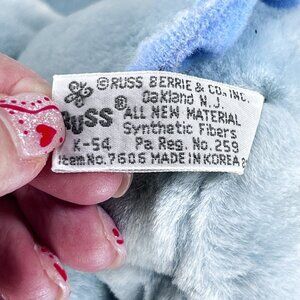 © RUSS BERRIE & CO., INC.
Oakland N.J.
RUSS® ALL NEW MATERIAL
Synthetic Fibers
K-54 Pa Reg. No. 259
Item No. 7606 MADE IN KOREA